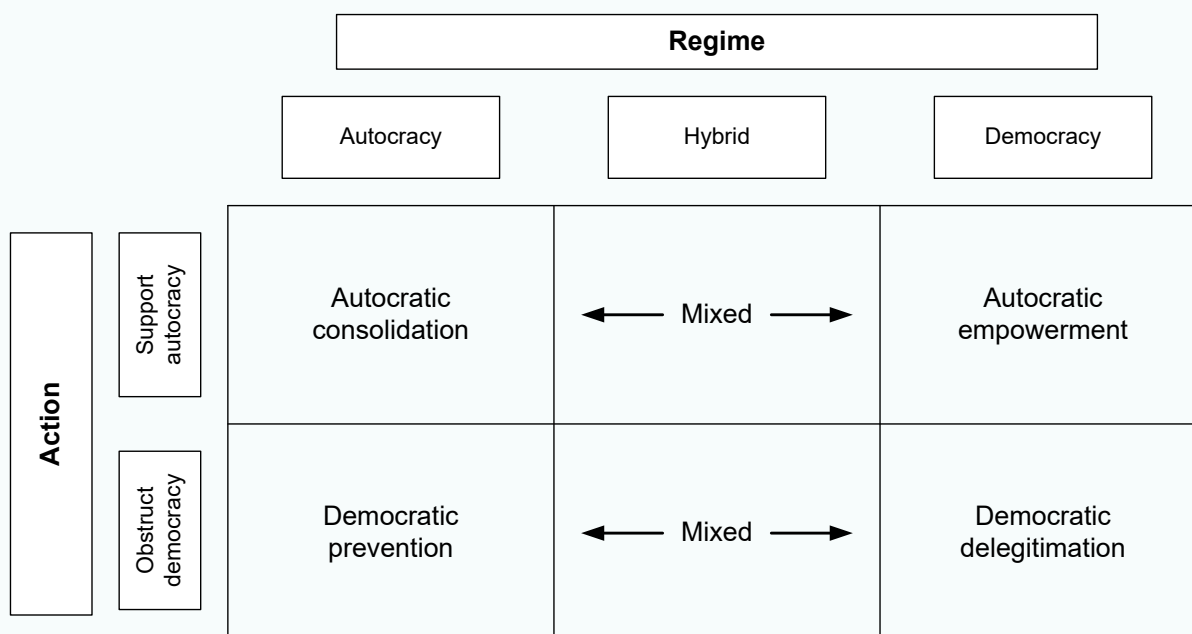 Regime
Autocracy
Hybrid
Democracy
Action
Support
autocracy
Autocratic
consolidation
Mixed
Autocratic
empowerment
Obstruct
democracy
Democratic
prevention
Mixed
Democratic
delegitimation